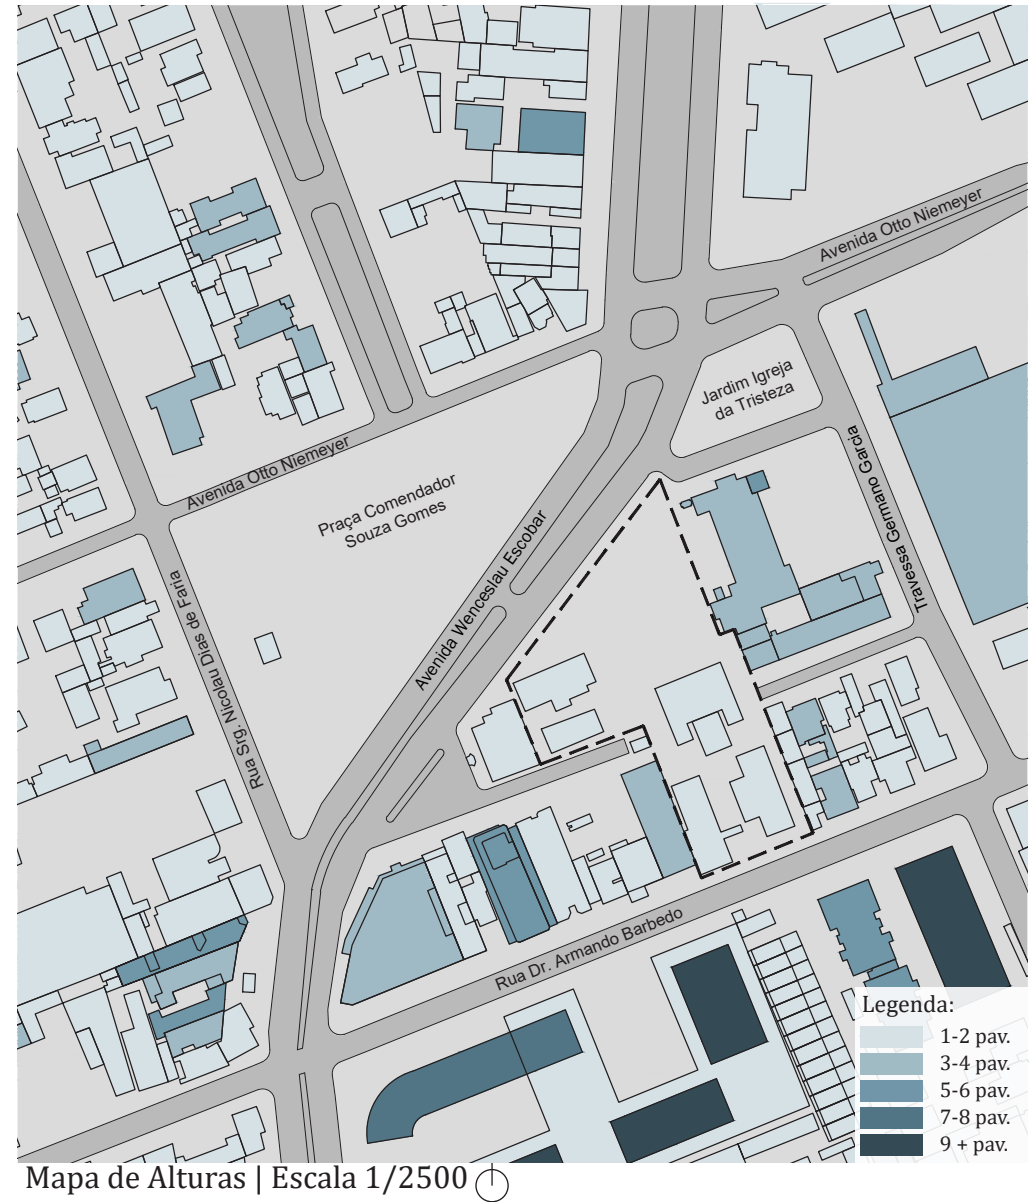 Avenida Otto Niemeyer
Jardim Igreja
da Tristeza
Avenida Otto Niemeyer
Praça Comendador
Souza Gomes
Avenida Wenceslau Escobar
Travessa Germano Garcia
Rua Srg. Nicolau Dias de Faria
Rua Dr. Armando Barbedo
Legenda:
1-2 pav.
3-4 pav.
5-6 pav.
7-8 pav.
9 + pav.
Mapa de Alturas | Escala 1/2500